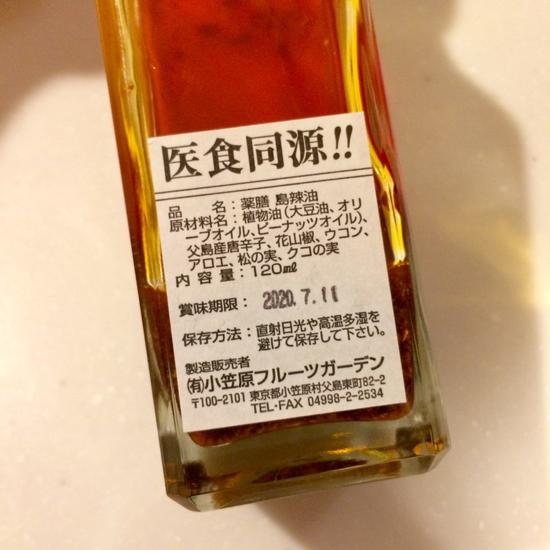 医食同源!!
品　名：薬膳 島辣油
原材料名：植物油（大豆油、オリ
ーブオイル、ピーナッツオイル）、
父島産唐辛子、花山椒、ウコン、
アロエ、松の実、クコの実
内容量：120㎖
賞味期限： 2020.7.11
保存方法：直射日光や高温多湿を
避けて保存して下さい。
製造販売者
㈲小笠原フルーツガーデン
〒100-2101 東京都小笠原村父島東町82-2
TEL・FAX 04998-2-2534